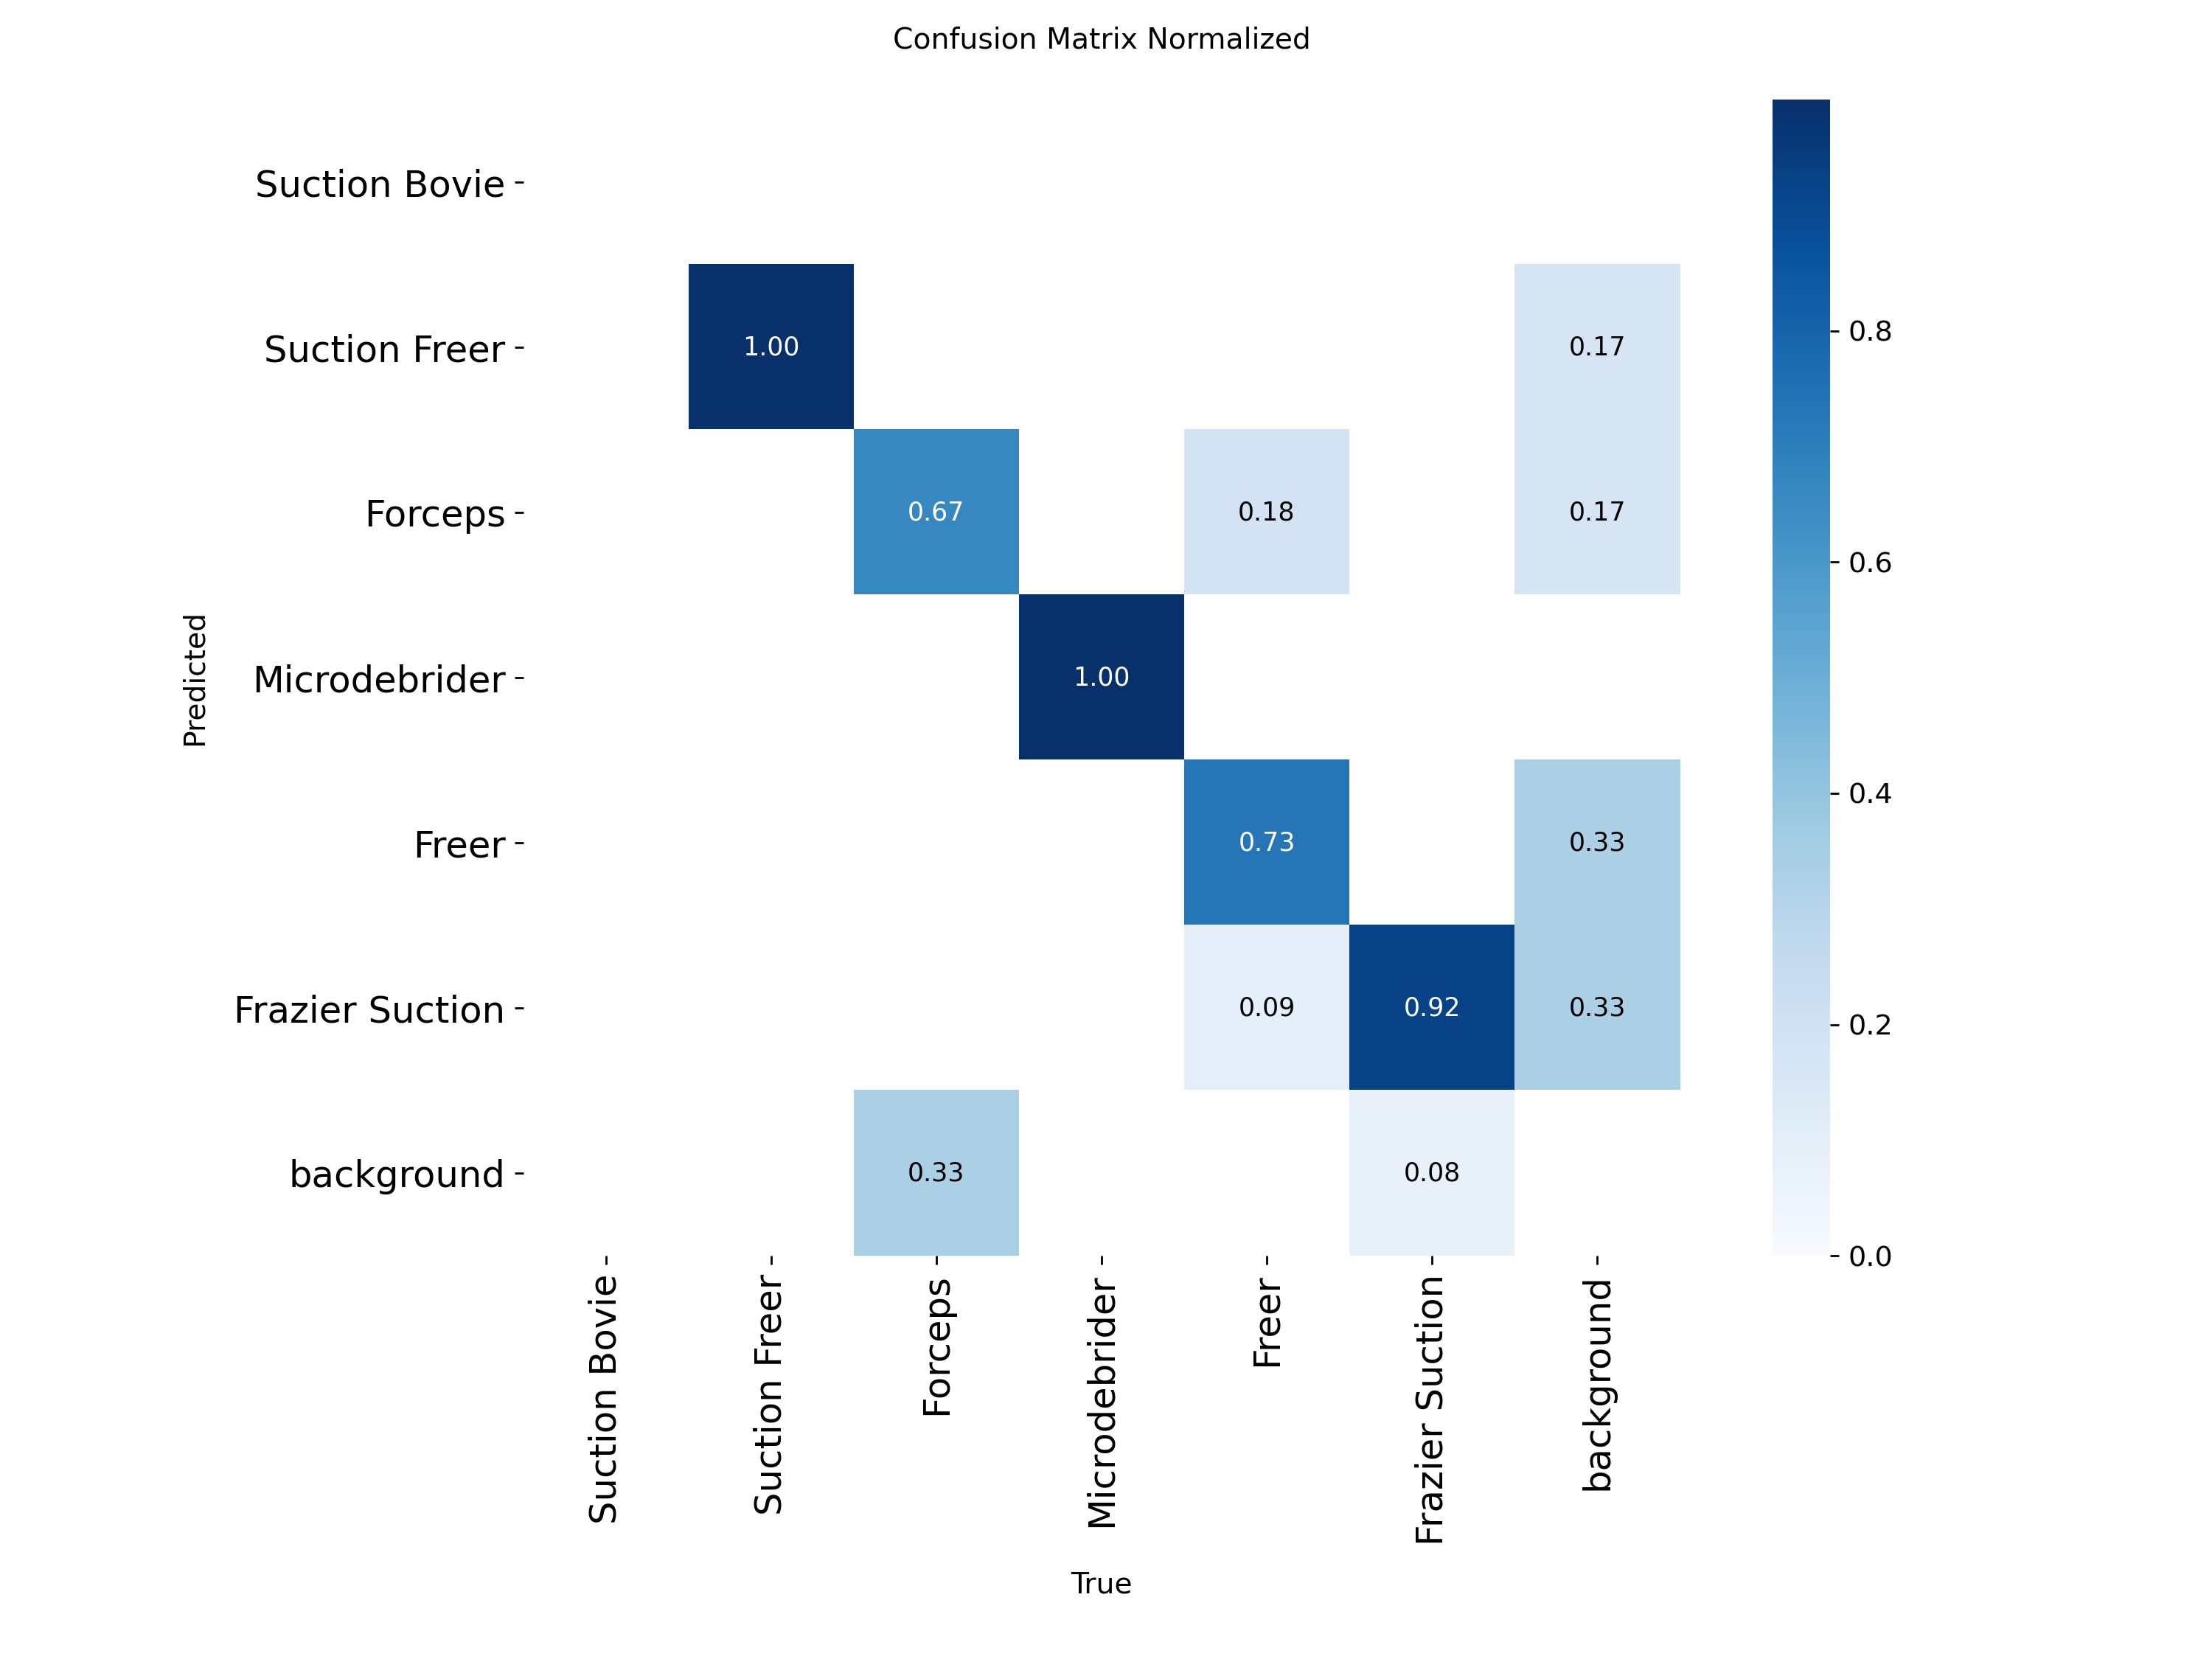 Confusion Matrix Normalized
Predicted
Suction Bovie
Suction Freer
1.00
0.17
Forceps
0.67
0.18
0.17
Microdebrider
1.00
Freer
0.73
0.33
Frazier Suction
0.09
0.92
0.33
background
0.33
0.08
Suction Bovie
Suction Freer
Forceps
Microdebrider
Freer
Frazier Suction
background
True
0.8
0.6
0.4
0.2
0.0